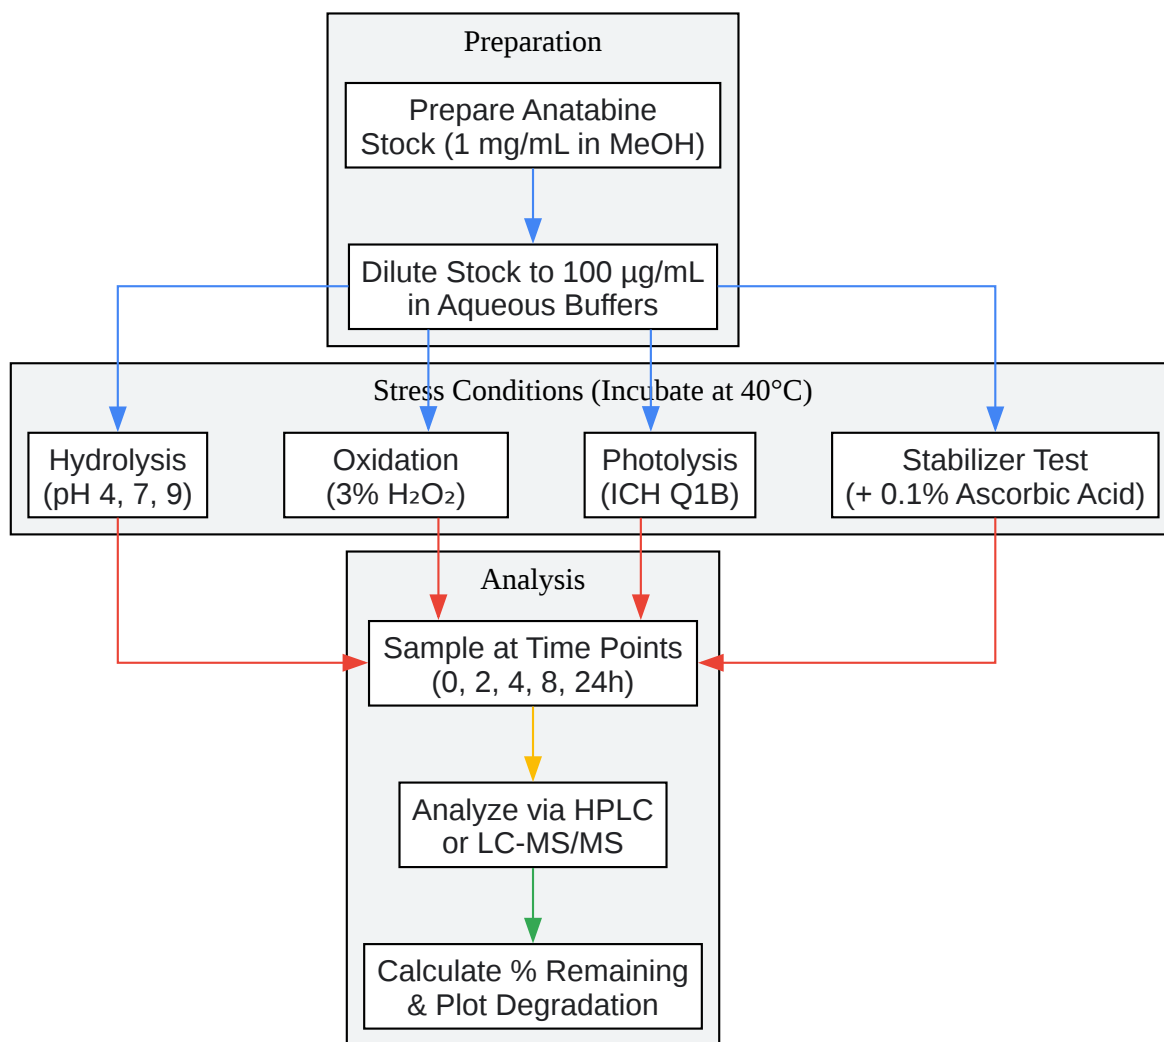 Preparation
Prepare Anatabine
Stock (1 mg/mL in MeOH)
Dilute Stock to 100 µg/mL
in Aqueous Buffers
Stress Conditions (Incubate at 40°C)
Hydrolysis
(pH 4, 7, 9)
Oxidation
(3% H₂O₂)
Photolysis
(ICH Q1B)
Stabilizer Test
(+ 0.1% Ascorbic Acid)
Analysis
Sample at Time Points
(0, 2, 4, 8, 24h)
Analyze via HPLC
or LC-MS/MS
Calculate % Remaining
& Plot Degradation